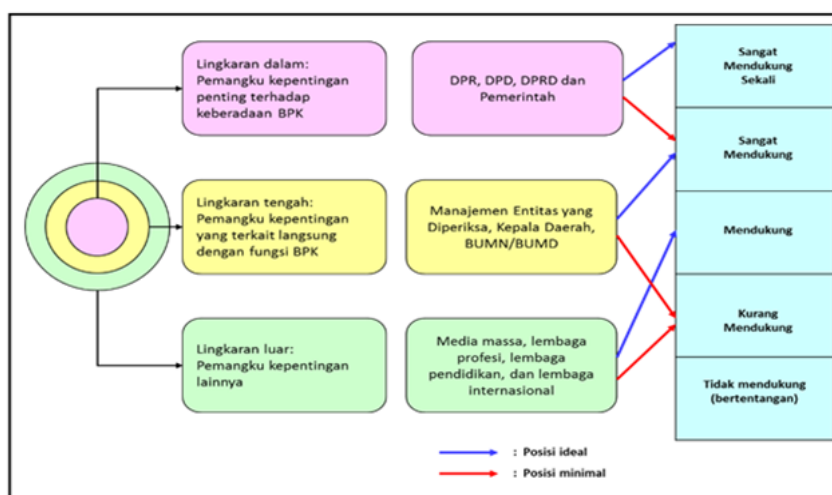 Lingkaran dalam:
Pemangku kepentingan
penting terhadap
keberadaan BPK
DPR, DPD, DPRD dan
Pemerintah
Sangat
Mendukung
Sekali
Sangat
Mendukung
Lingkaran tengah:
Pemangku kepentingan
yang terkait langsung
dengan fungsi BPK
Manajemen Entitas yang
Diperiksa, Kepala Daerah,
BUMN/BUMD
Mendukung
Kurang
Mendukung
Lingkaran luar:
Pemangku kepentingan
lainnya
Media massa, lembaga
profesi, lembaga
pendidikan, dan lembaga
internasional
Tidak mendukung
(bertentangan)
: Posisi ideal
: Posisi minimal